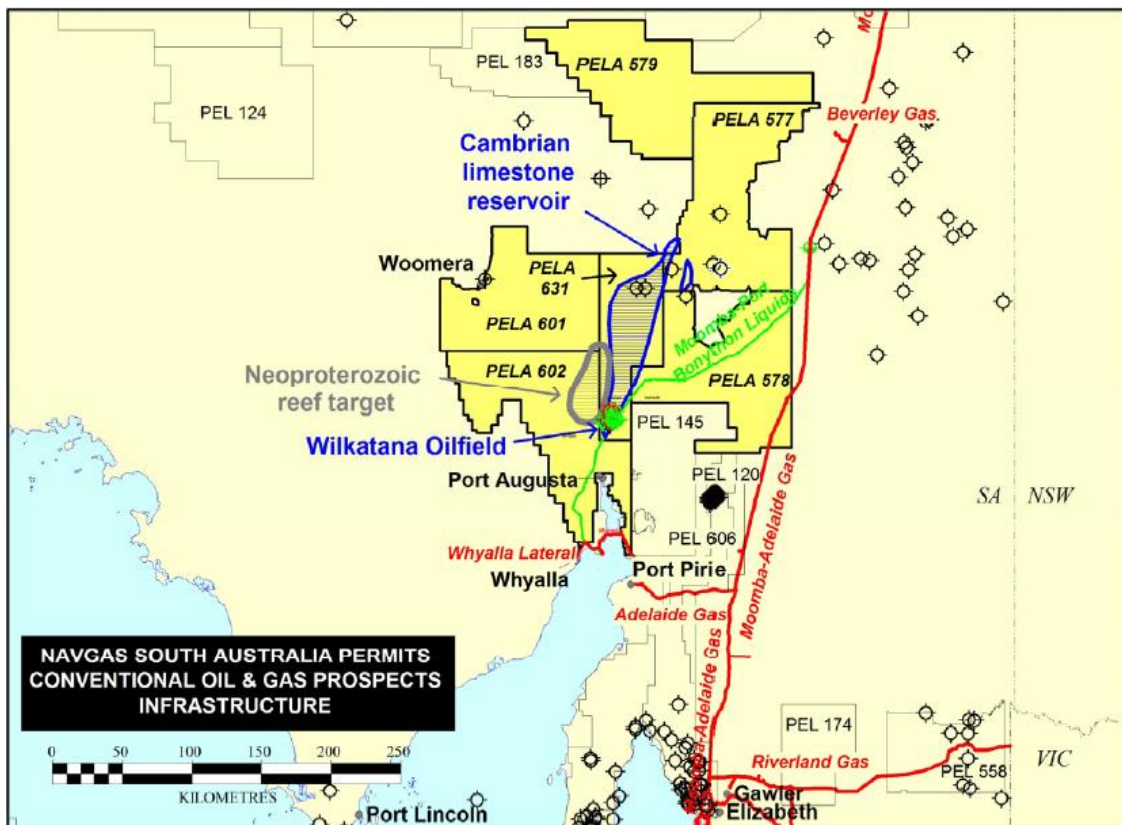 Mo
PELA 579
PEL 183
PEL 124
PELA 577
Beverley Gas
Cambrian
limestone
reservoir
Woomera
PELA
631
PELA 601
Moomba-Port
Bonython Liquids
PELA 602
PELA 578
Neoproterozoic
reef target
PEL 145
Wilkatana Oilfield
Port Augusta
PEL 120
SA
NSW
PEL 606
Whyalla Lateral
Whyalla
Port Pirie
Moomba-Adelaide Gas
Adelaide Gas
Moomba-Adelaide Gas
NAVGAS SOUTH AUSTRALIA PERMITS
CONVENTIONAL OIL & GAS PROSPECTS
INFRASTRUCTURE
0 50 100 150 200 250
KILOMETRES
PEL 174
VIC
Riverland Gas
PEL 558
Gawler
Elizabeth
Port Lincoln